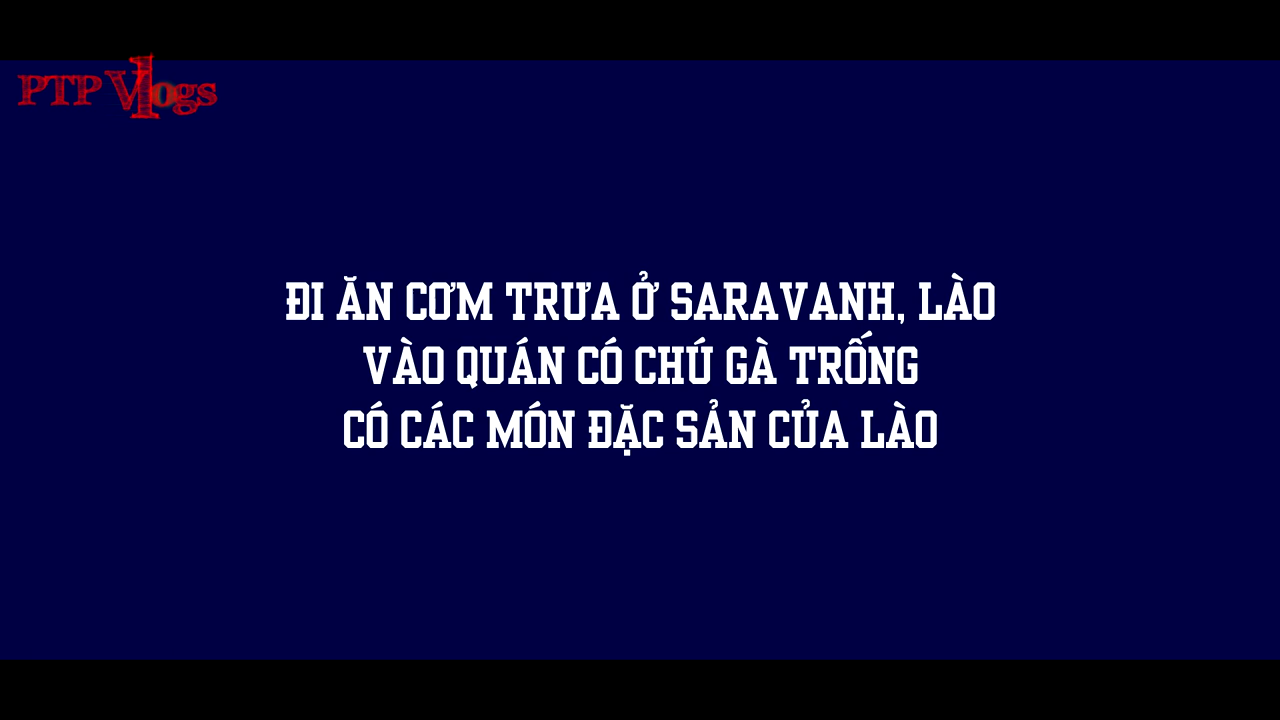 PTP Vlogs
ĐI ĂN CƠM TRƯA Ở SARAVANH, LÀO
VÀO QUÁN CÓ CHÚ GÀ TRỐNG
CÓ CÁC MÓN ĐẶC SẢN CỦA LÀO